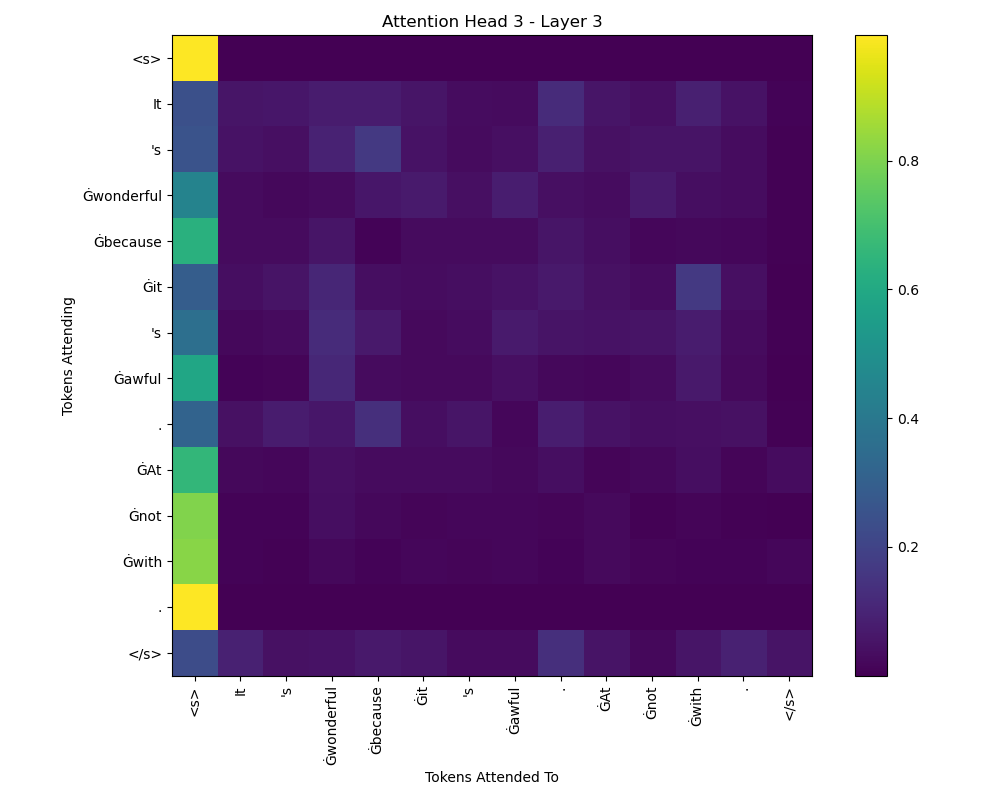 Attention Head 3 - Layer 3
Tokens Attending
<s>
It
's
Ġwonderful
Ġbecause
Ġit
's
Ġawful
.
ĠAt
Ġnot
Ġwith
.
</s>
<s>
It
's
Ġwonderful
Ġbecause
Ġit
's
Ġawful
.
ĠAt
Ġnot
Ġwith
.
</s>
Tokens Attended To
0.8
0.6
0.4
0.2